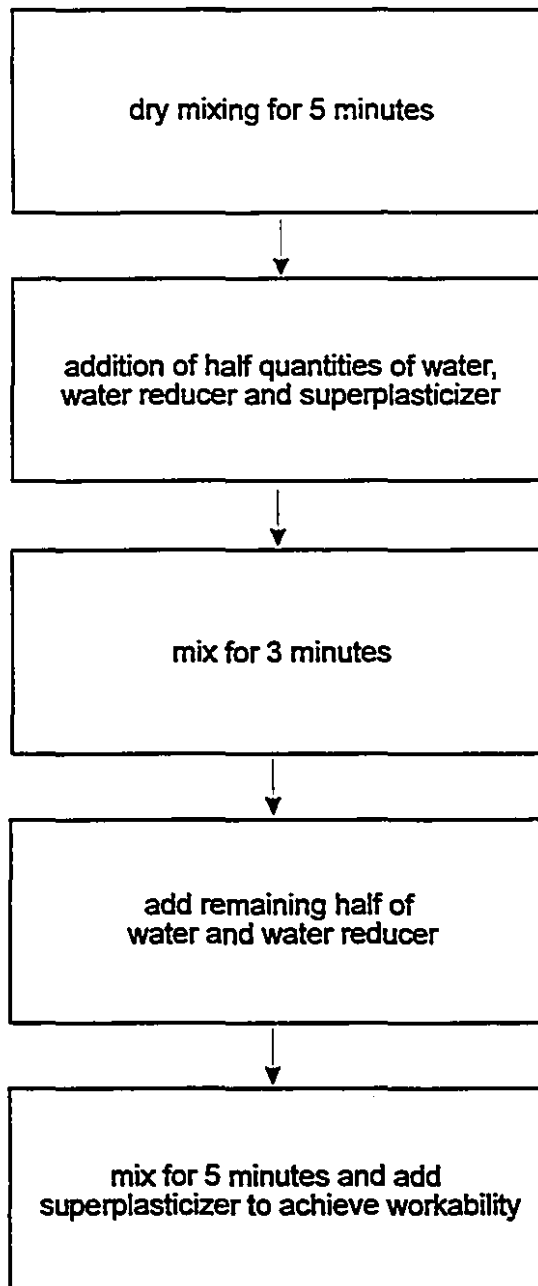 dry mixing for 5 minutes
addition of half quantities of water,
water reducer and superplasticizer
mix for 3 minutes
add remaining half of
water and water reducer
mix for 5 minutes and add
superplasticizer to achieve workability